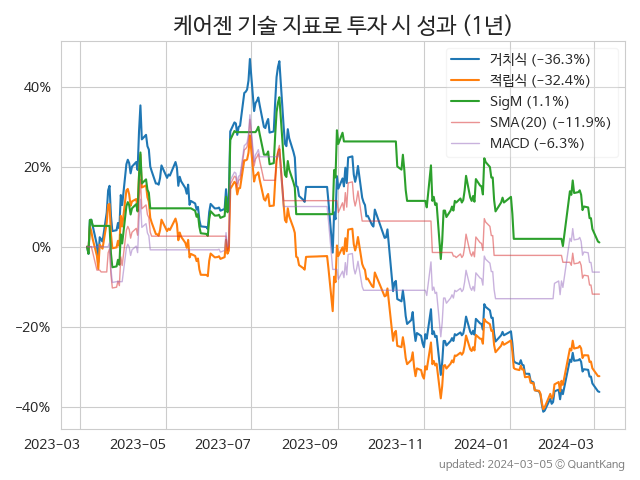 케어젠 기술 지표로 투자 시 성과 (1년)
거치식 (−36.3%)
적립식 (−32.4%)
SigM (1.1%)
SMA(20) (−11.9%)
MACD (−6.3%)
40%
20%
0%
−20%
−40%
2023-03 2023-05 2023-07 2023-09 2023-11 2024-01 2024-03
updated: 2024-03-05 ⓒ QuantKang